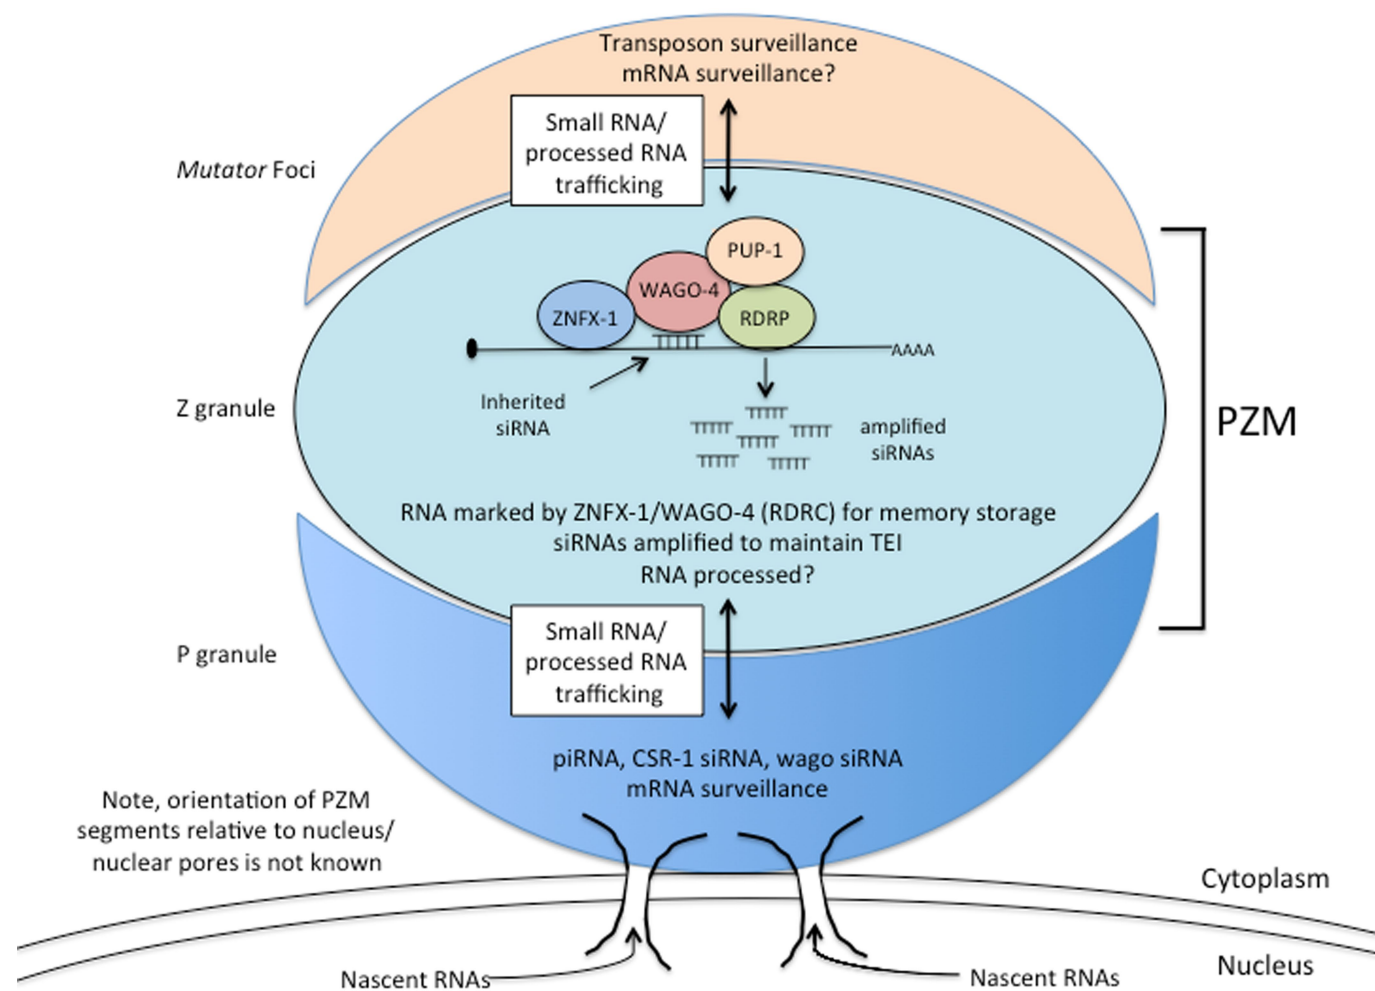 Transposon surveillance
mRNA surveillance?
Small RNA/
processed RNA
trafficking
Mutator Foci
PUP-1
WAGO-4
ZNFX-1
RDRP
AAAA
Inherited
siRNA
amplified
siRNAs
Z granule
PZM
RNA marked by ZNFX-1/WAGO-4 (RDRC) for memory storage
siRNAs amplified to maintain TEI
RNA processed?
Small RNA/
processed RNA
trafficking
P granule
piRNA, CSR-1 siRNA, wago siRNA
mRNA surveillance
Note, orientation of PZM
segments relative to nucleus/
nuclear pores is not known
Cytoplasm
Nucleus
Nascent RNAs
Nascent RNAs